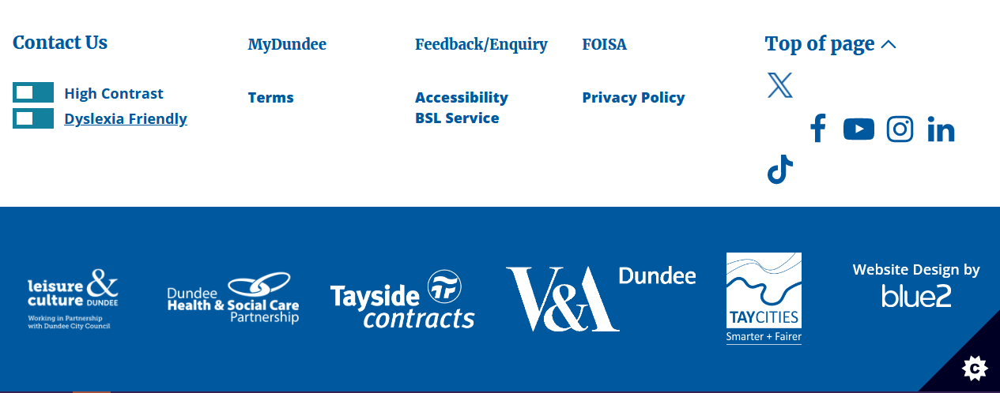 Contact Us
MyDundee
Feedback/Enquiry
FOISA
Top of page
High Contrast
Dyslexia Friendly
Terms
Accessibility
BSL Service
Privacy Policy
leisure &
culture DUNDEE
Working in Partnership
with Dundee City Council
Dundee
Health & Social Care
Partnership
Tayside
contracts
V&A Dundee
TAYCITIES
Smarter + Fairer
Website Design by
blue2
C